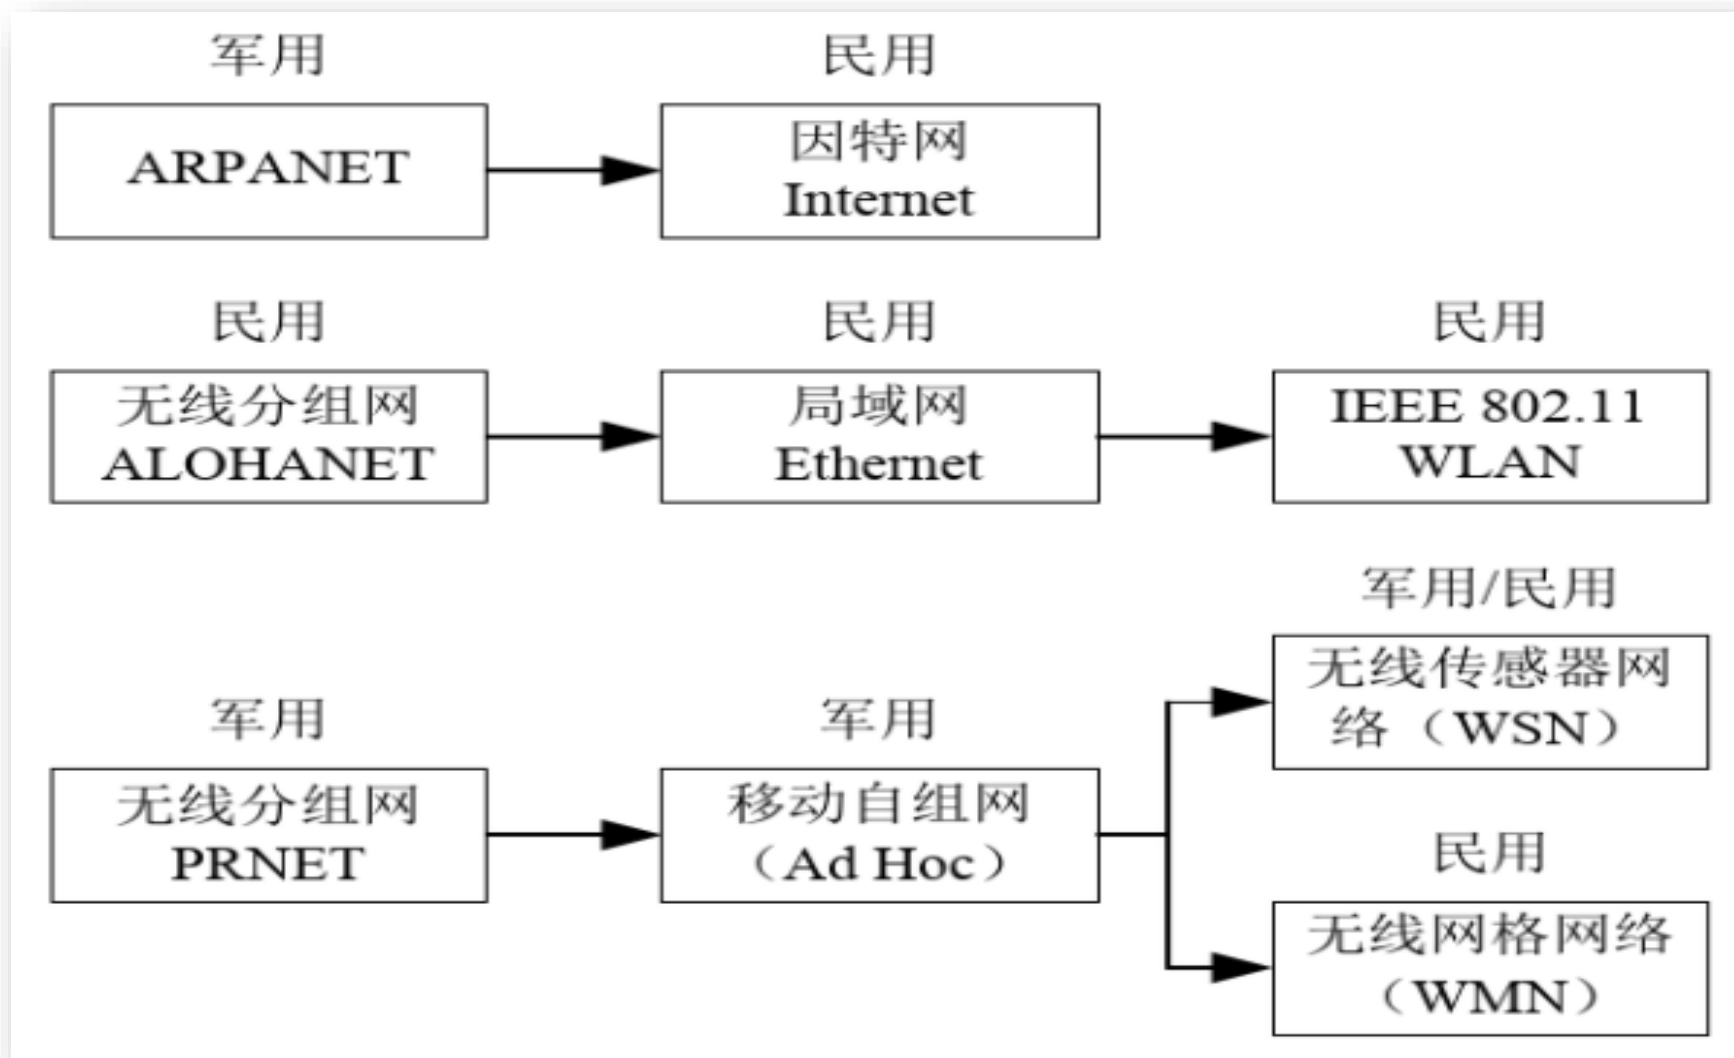 军用
民用
ARPANET
因特网
Internet
民用
民用
民用
无线分组网
ALOHANET
局域网
Ethernet
IEEE 802.11
WLAN
军用/民用
无线传感器网
络（WSN）
军用
军用
无线分组网
PRNET
移动自组网
（Ad Hoc）
民用
无线网格网络
（WMN）